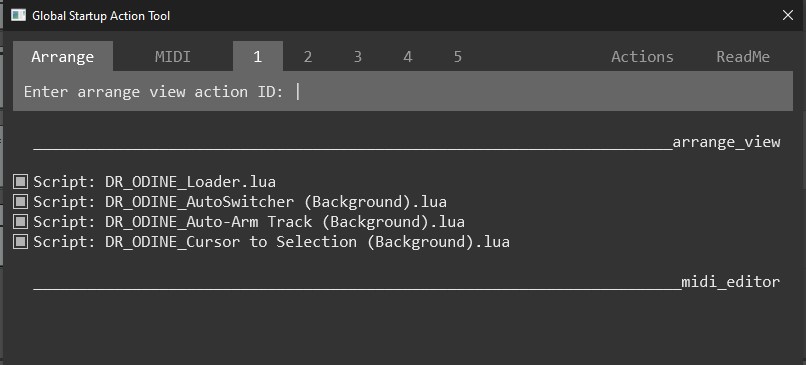 Global Startup Action Tool
Arrange MIDI 1 2 3 4 5 Actions ReadMe
Enter arrange view action ID:
arrange_view
Script: DR_ODINE_Loader.lua
Script: DR_ODINE_AutoSwitcher (Background).lua
Script: DR_ODINE_Auto-Arm Track (Background).lua
Script: DR_ODINE_Cursor to Selection (Background).lua
midi_editor